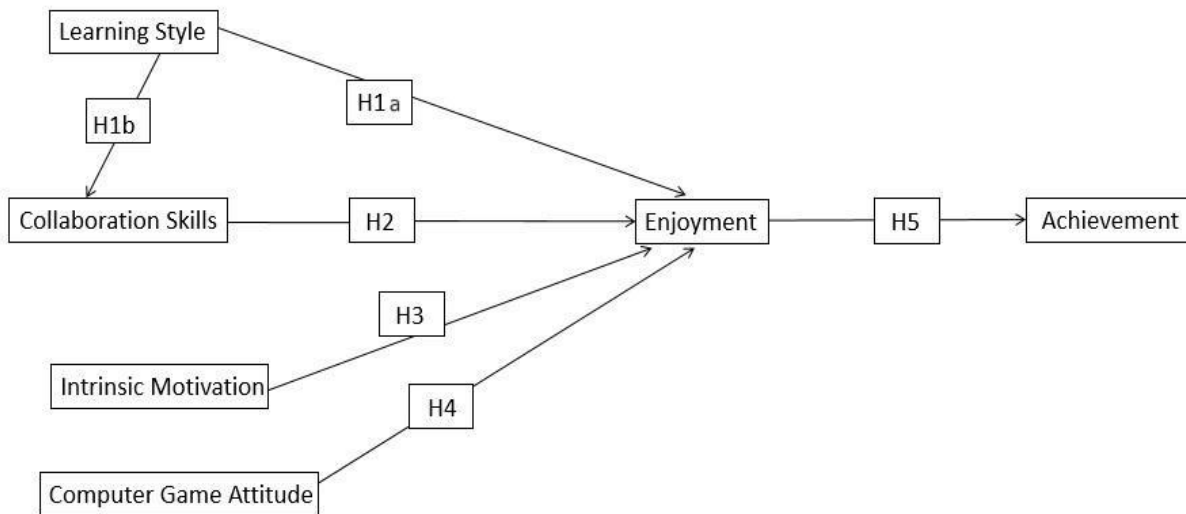 Learning Style
H1a
H1b
Collaboration Skills
H2
Enjoyment
H5
Achievement
H3
Intrinsic Motivation
H4
Computer Game Attitude